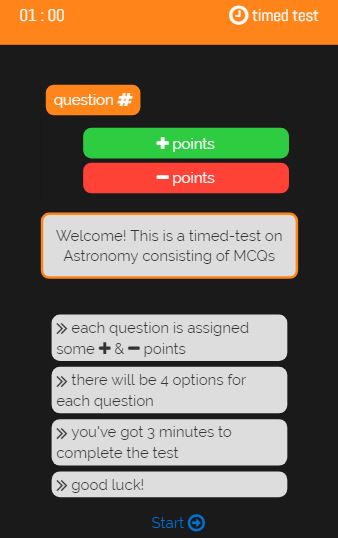 01 : 00 timed test
question #
+ points
- points
Welcome! This is a timed-test on
Astronomy consisting of MCQs
» each question is assigned
some + & - points
» there will be 4 options for
each question
» you've got 3 minutes to
complete the test
» good luck!
Start